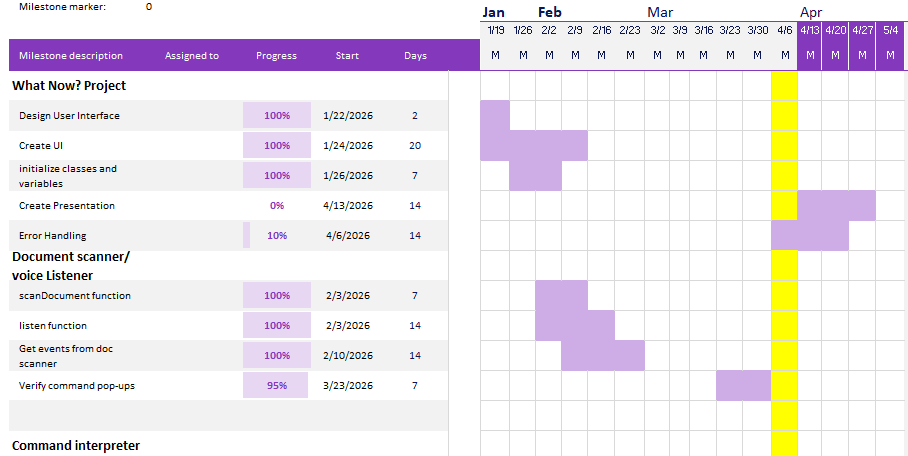 Milestone marker: 0
Jan Feb Mar Apr
1/19 1/26 2/2 2/9 2/16 2/23 3/2 3/9 3/16 3/23 3/30 4/6 4/13 4/20 4/27 5/4
Milestone description Assigned to Progress Start Days M M M M M M M M M M M M M M M M
What Now? Project
Design User Interface 100% 1/22/2026 2
Create UI 100% 1/24/2026 20
initialize classes and
variables 100% 1/26/2026 7
Create Presentation 0% 4/13/2026 14
Error Handling 10% 4/6/2026 14
Document scanner/
voice Listener
scanDocument function 100% 2/3/2026 7
listen function 100% 2/3/2026 14
Get events from doc
scanner 100% 2/10/2026 14
Verify command pop-ups 95% 3/23/2026 7
Command interpreter